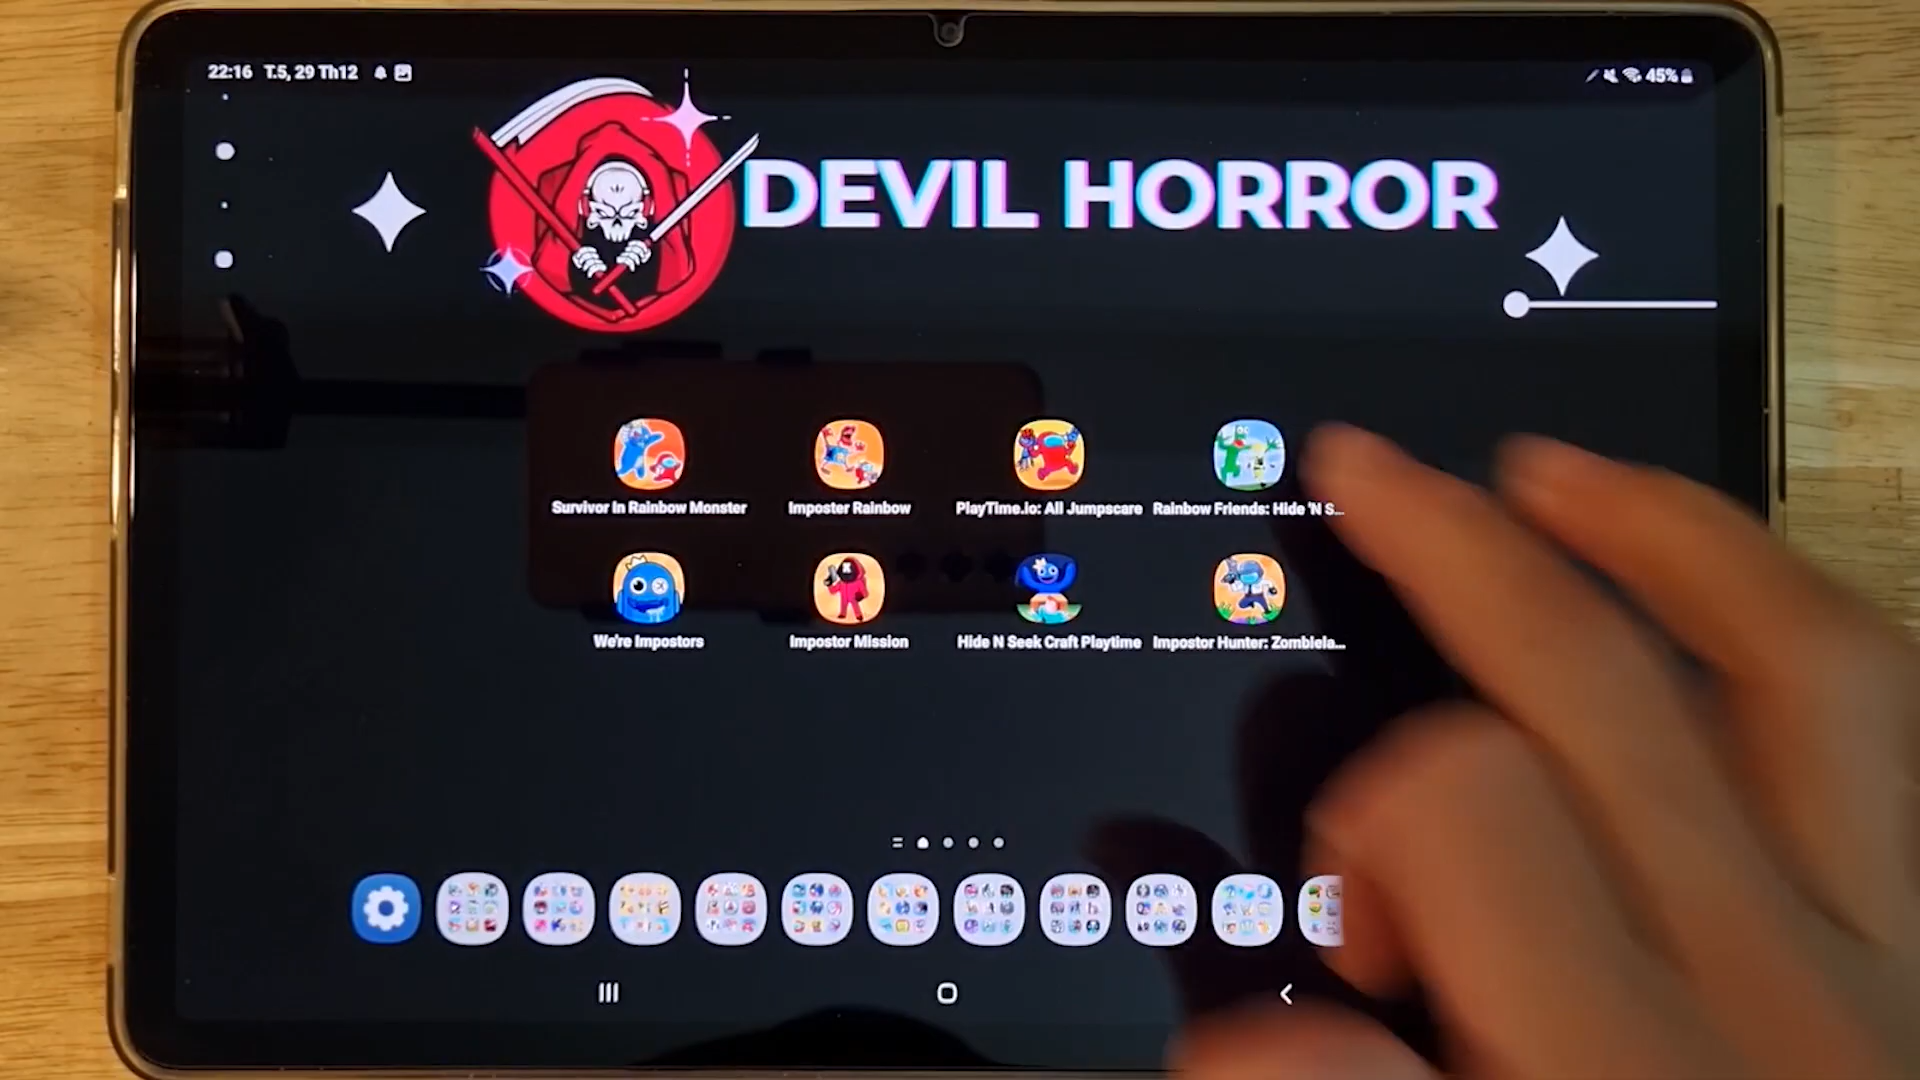 22:16 T.5, 29 Th12
45%
DEVIL HORROR
Survivor In Rainbow Monster
Imposter Rainbow
PlayTime.io: All Jumpscare
Rainbow Friends: Hide 'N S...
We're Impostors
Impostor Mission
Hide N Seek Craft Playtime
Impostor Hunter: Zombiela...